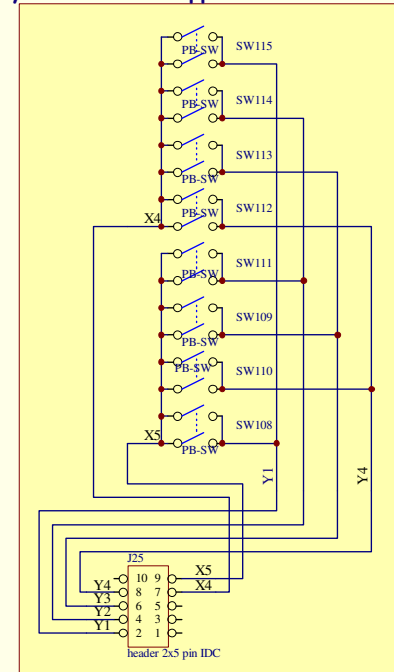 SW115
PB-SW
SW114
PB-SW
SW113
PB-SW
SW112
X4
PB-SW
SW111
PB-SW
SW109
PB-SW
SW110
PB-SW
SW108
X5
PB-SW
Y1
Y4
J25
10 9 X5
Y4 8 7 X4
Y3 6 5
Y2 4 3
Y1 2 1
header 2x5 pin IDC